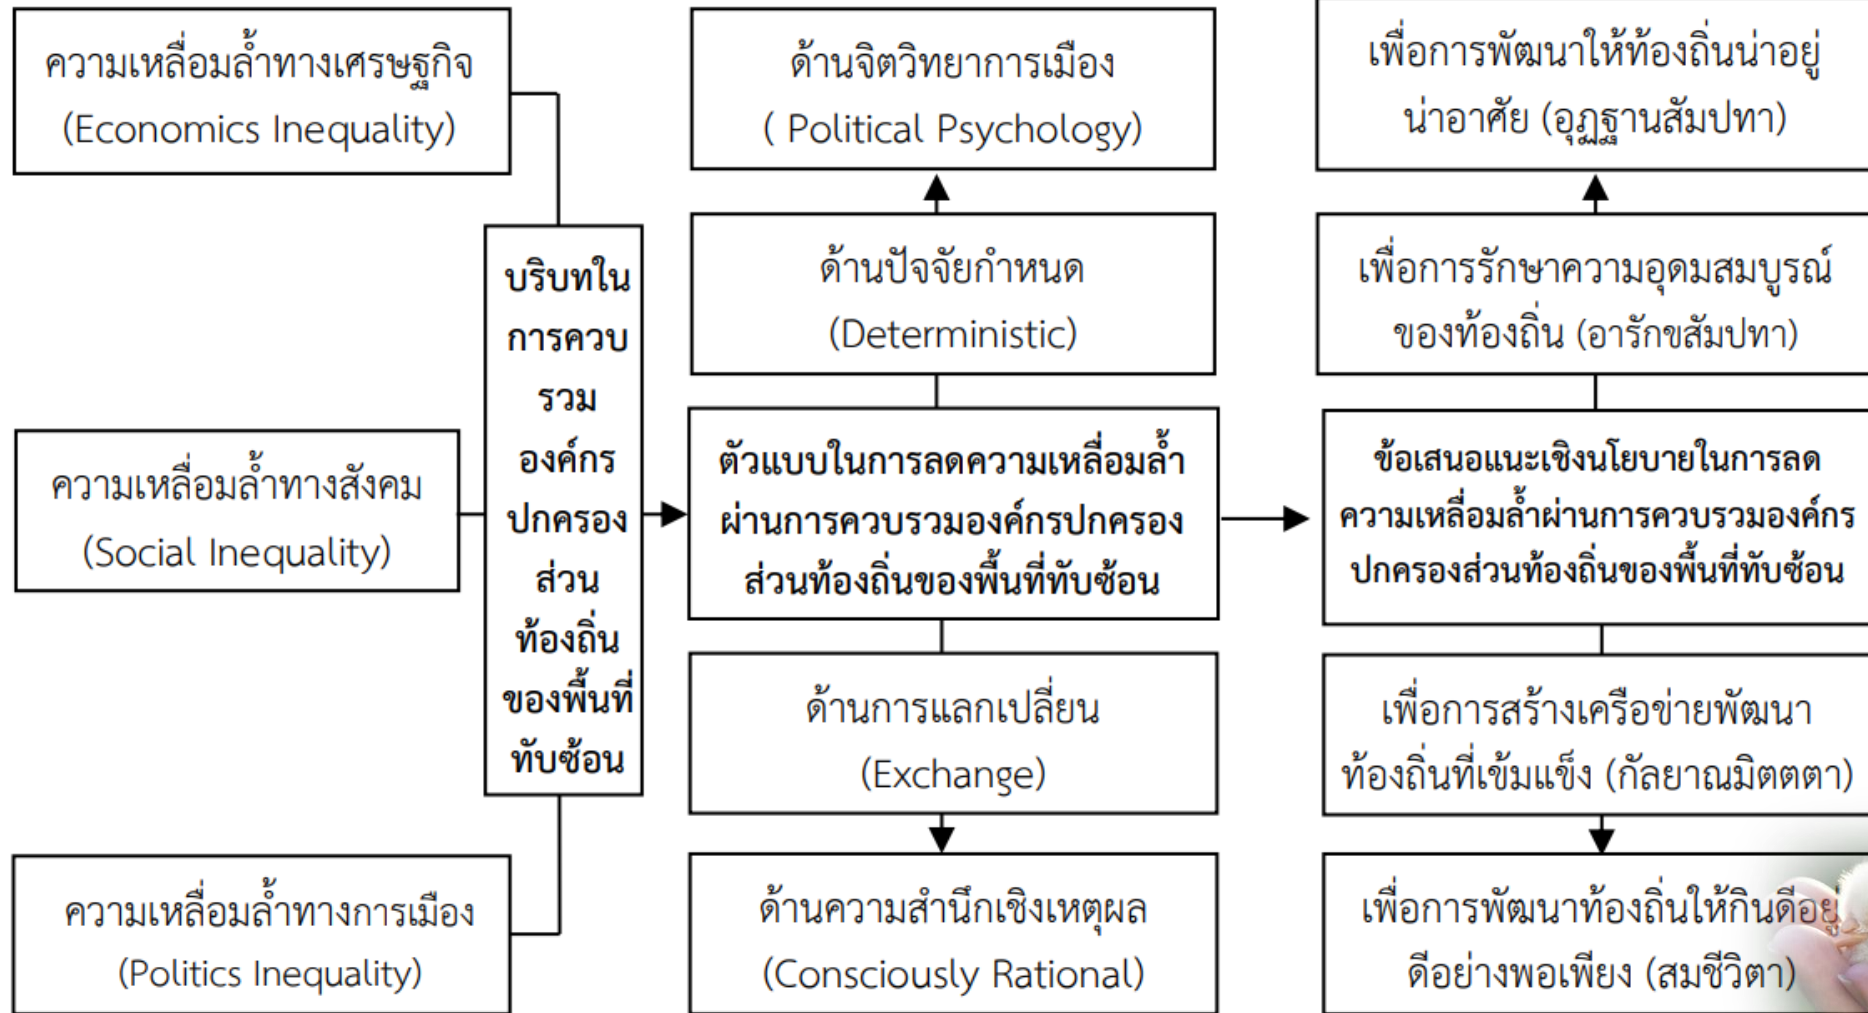 ความเหลื่อมล้ำทางเศรษฐกิจ
(Economics Inequality)
ความเหลื่อมล้ำทางสังคม
(Social Inequality)
ความเหลื่อมล้ำทางการเมือง
(Politics Inequality)
บริบทใน
การควบ
รวม
องค์กร
ปกครอง
ส่วน
ท้องถิ่น
ของพื้นที่
ทับซ้อน
ด้านจิตวิทยาการเมือง
( Political Psychology)
ด้านปัจจัยกำหนด
(Deterministic)
ตัวแบบในการลดความเหลื่อมล้ำ
ผ่านการควบรวมองค์กรปกครอง
ส่วนท้องถิ่นของพื้นที่ทับซ้อน
ด้านการแลกเปลี่ยน
(Exchange)
ด้านความสำนึกเชิงเหตุผล
(Consciously Rational)
เพื่อการพัฒนาให้ท้องถิ่นน่าอยู่
น่าอาศัย (อุฏฐานสัมปทา)
เพื่อการรักษาความอุดมสมบูรณ์
ของท้องถิ่น (อารักขสัมปทา)
ข้อเสนอแนะเชิงนโยบายในการลด
ความเหลื่อมล้ำผ่านการควบรวมองค์กร
ปกครองส่วนท้องถิ่นของพื้นที่ทับซ้อน
เพื่อการสร้างเครือข่ายพัฒนา
ท้องถิ่นที่เข้มแข็ง (กัลยาณมิตตตา)
เพื่อการพัฒนาท้องถิ่นให้กินดีอยู่
ดีอย่างพอเพียง (สมชีวิตา)